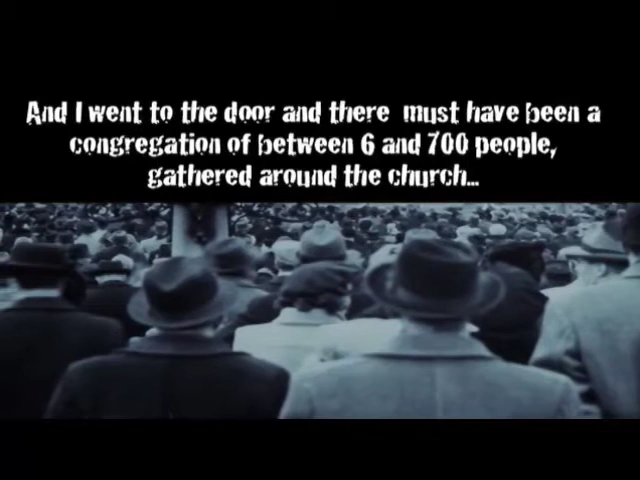 And I went to the door and there must have been a
congregation of between 6 and 700 people,
gathered around the church...